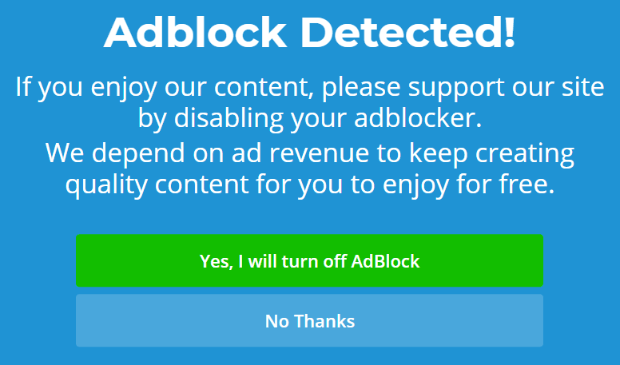 Adblock Detected!
If you enjoy our content, please support our site
by disabling your adblocker.
We depend on ad revenue to keep creating
quality content for you to enjoy for free.
Yes, I will turn off AdBlock
No Thanks